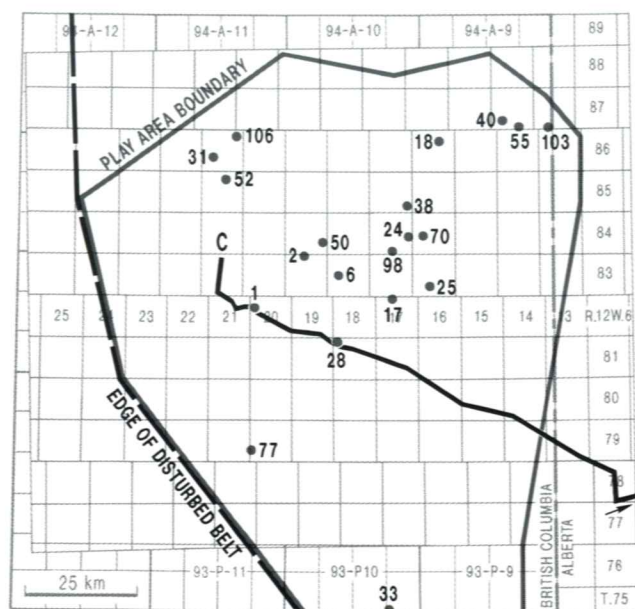 94-A-12 94-A-11 94-A-10 94-A-9 89
88
PLAY AREA BOUNDARY
87
40
106 18 55 103
86
31
52
85
38
24 70
84
C 50
2 98
6 25 83
1
17
25 23 22 21 20 19 18 16 15 14 R.12W.6
28
81
80
EDGE OF DISTURBED BELT
77
79
78
77
BRITISH COLUMBIA
ALBERTA
76
93-P-11 93-P10 93-P-9
25 km
33
T.75